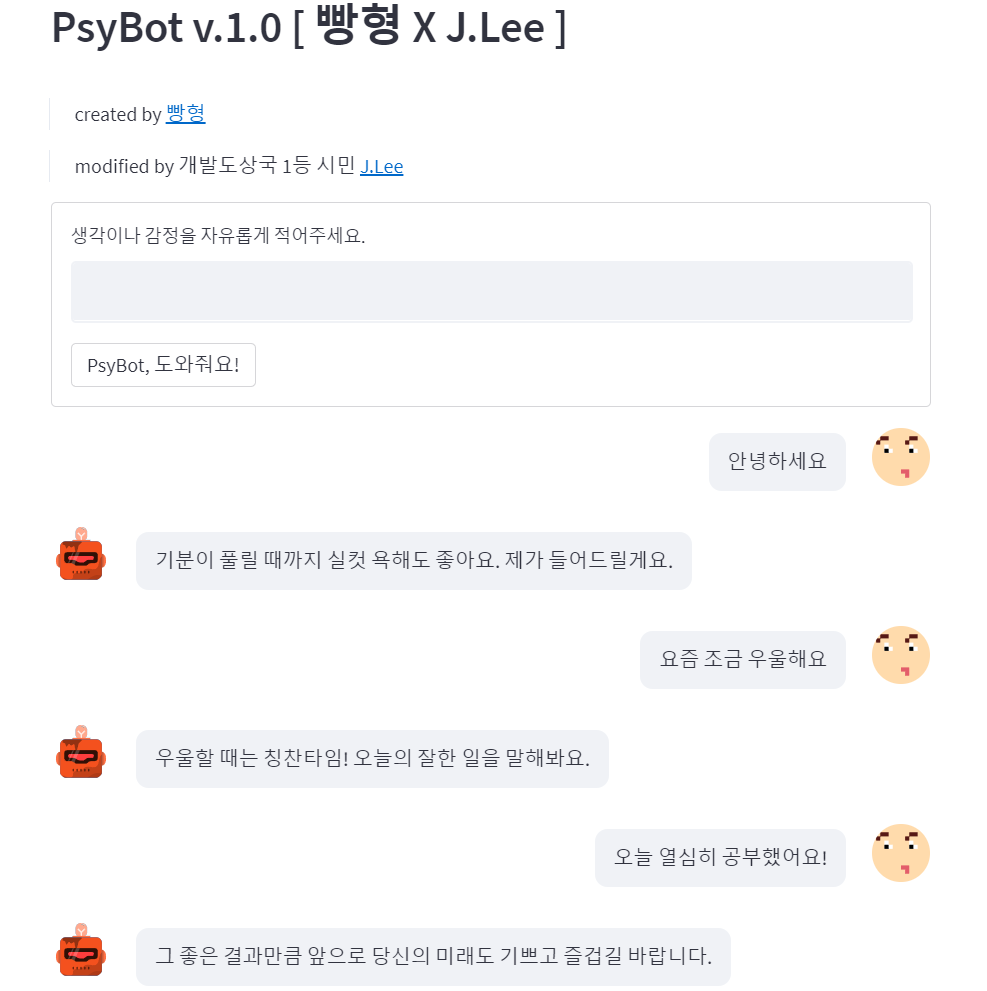 PsyBot v.1.0 [ 빵형 X J.Lee ]
created by 빵형
modified by 개발도상국 1등 시민 J.Lee
생각이나 감정을 자유롭게 적어주세요.
PsyBot, 도와줘요!
안녕하세요
기분이 풀릴 때까지 실컷 욕해도 좋아요. 제가 들어드릴게요.
요즘 조금 우울해요
우울할 때는 칭찬타임! 오늘의 잘한 일을 말해봐요.
오늘 열심히 공부했어요!
그 좋은 결과만큼 앞으로 당신의 미래도 기쁘고 즐겁길 바랍니다.